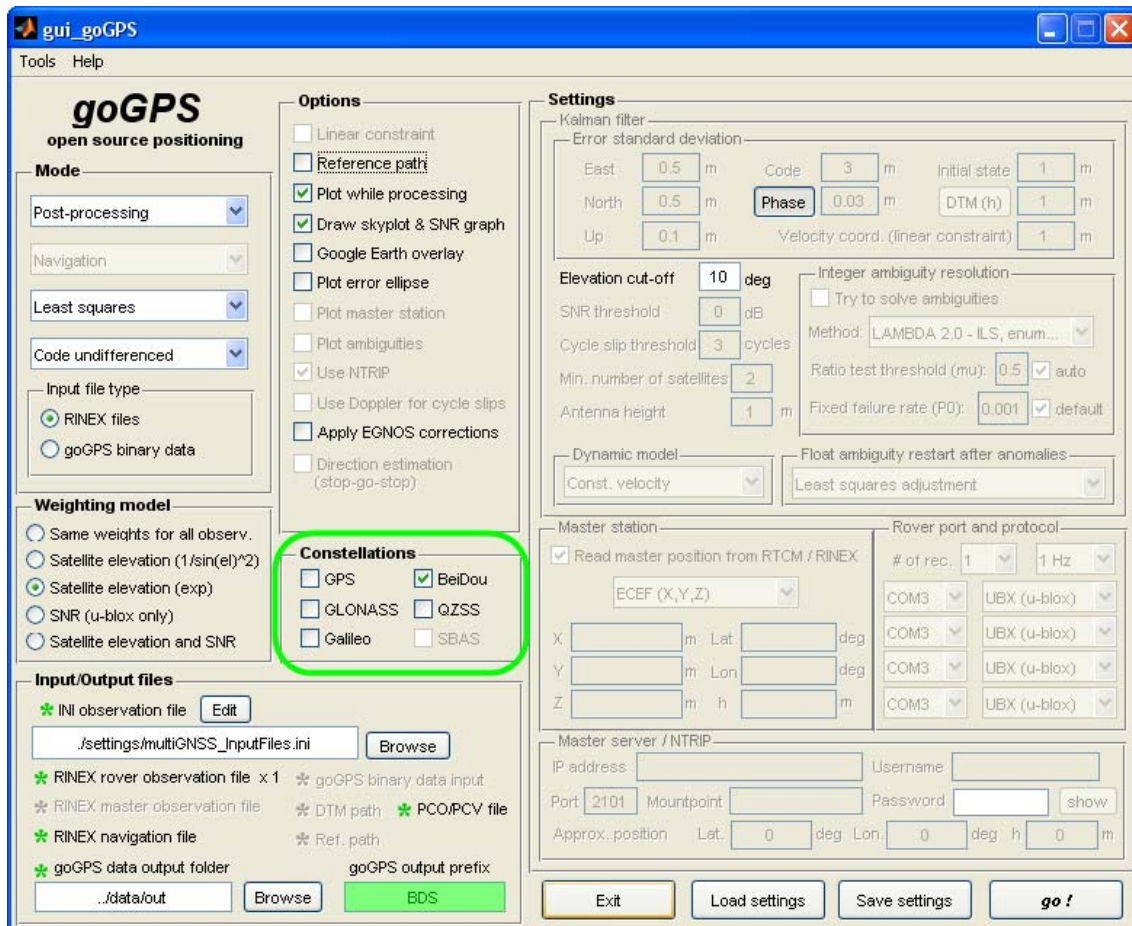 gui_goGPS
Tools Help
goGPS
open source positioning
Mode
Post-processing
Navigation
Least squares
Code undifferenced
Input file type
RINEX files
goGPS binary data
Weighting model
Same weights for all observ.
Satellite elevation (1/sin(el)^2)
Satellite elevation (exp)
SNR (u-blox only)
Satellite elevation and SNR
Options
Linear constraint
Reference path
Plot while processing
Draw skyplot & SNR graph
Google Earth overlay
Plot error ellipse
Plot master station
Plot ambiguities
Use NTRIP
Use Doppler for cycle slips
Apply EGNOS corrections
Direction estimation
(stop-go-stop)
Constellations
GPS BeiDou
GLONASS QZSS
Galileo SBAS
Input/Output files
INI observation file Edit
./settings/multiGNSS_InputFiles.ini Browse
RINEX rover observation file x 1 goGPS binary data input
RINEX master observation file DTM path PCO/PCV file
RINEX navigation file Ref. path
goGPS data output folder goGPS output prefix
../data/out Browse BDS
Settings
Kalman filter
Error standard deviation
East 0.5 m Code 3 m Initial state 1 m
North 0.5 m Phase 0.03 m DTM (h) 1 m
Up 0.1 m Velocity coord. (linear constraint) 1 m
Elevation cut-off 10 deg
SNR threshold 0 dB
Cycle slip threshold 3 cycles
Min. number of satellites 2
Antenna height 1 m
Integer ambiguity resolution
Try to solve ambiguities
Method: LAMBDA 2.0 - ILS, enum...
Ratio test threshold (mu): 0.5 auto
Fixed failure rate (P0): 0.001 default
Dynamic model
Const. velocity
Float ambiguity restart after anomalies
Least squares adjustment
Master station
Read master position from RTCM / RINEX
ECEF (X,Y,Z)
X m Lat deg
Y m Lon deg
Z m h m
Rover port and protocol
# of rec. 1 1 Hz
COM3 UBX (u-blox)
COM3 UBX (u-blox)
COM3 UBX (u-blox)
COM3 UBX (u-blox)
Master server / NTRIP
IP address Username
Port 2101 Mountpoint Password show
Approx. position Lat. 0 deg Lon. 0 deg h 0 m
Exit Load settings Save settings go !